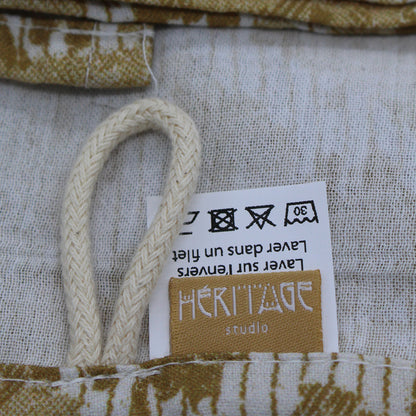 HÉRITAGE
studio
Laver sur l'envers
Laver dans un filet
30